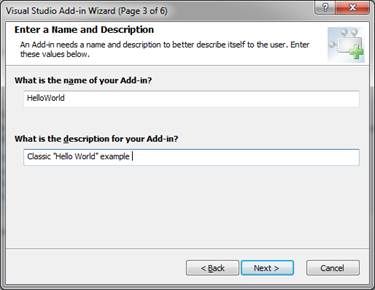 Visual Studio Add-in Wizard (Page 3 of 6)
Enter a Name and Description
An Add-in needs a name and description to better describe itself to the user. Enter
these values below.
What is the name of your Add-in?
HelloWorld
What is the description for your Add-in?
Classic "Hello World" example
< Back Next > Cancel